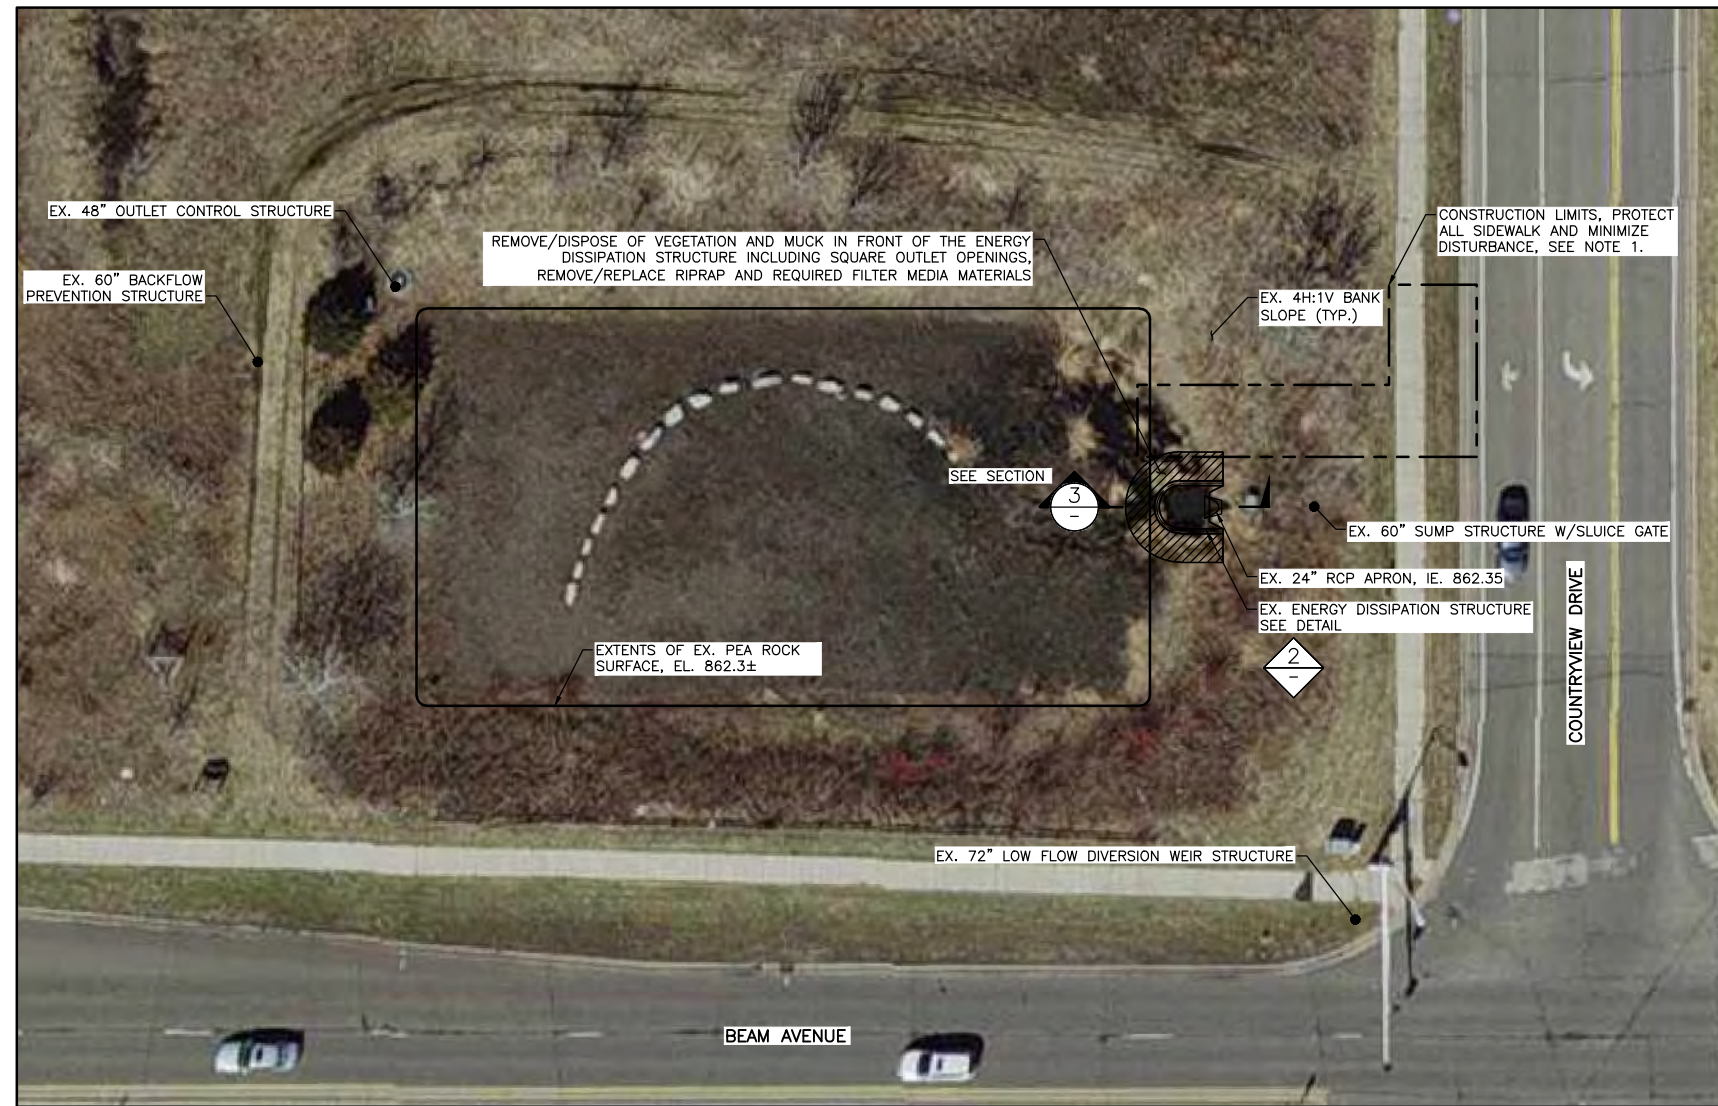 EX. 48" OUTLET CONTROL STRUCTURE
EX. 60" BACKFLOW
PREVENTION STRUCTURE
REMOVE/DISPOSE OF VEGETATION AND MUCK IN FRONT OF THE ENERGY
DISSIPATION STRUCTURE INCLUDING SQUARE OUTLET OPENINGS,
REMOVE/REPLACE RIPRAP AND REQUIRED FILTER MEDIA MATERIALS
CONSTRUCTION LIMITS, PROTECT
ALL SIDEWALK AND MINIMIZE
DISTURBANCE, SEE NOTE 1.
EX. 4H:1V BANK
SLOPE (TYP.)
SEE SECTION
3
-
EX. 60" SUMP STRUCTURE W/SLUICE GATE
EX. 24" RCP APRON, IE. 862.35
EX. ENERGY DISSIPATION STRUCTURE
SEE DETAIL
2
-
COUNTRYVIEW DRIVE
EXTENTS OF EX. PEA ROCK
SURFACE, EL. 862.3±
EX. 72" LOW FLOW DIVERSION WEIR STRUCTURE
BEAM AVENUE